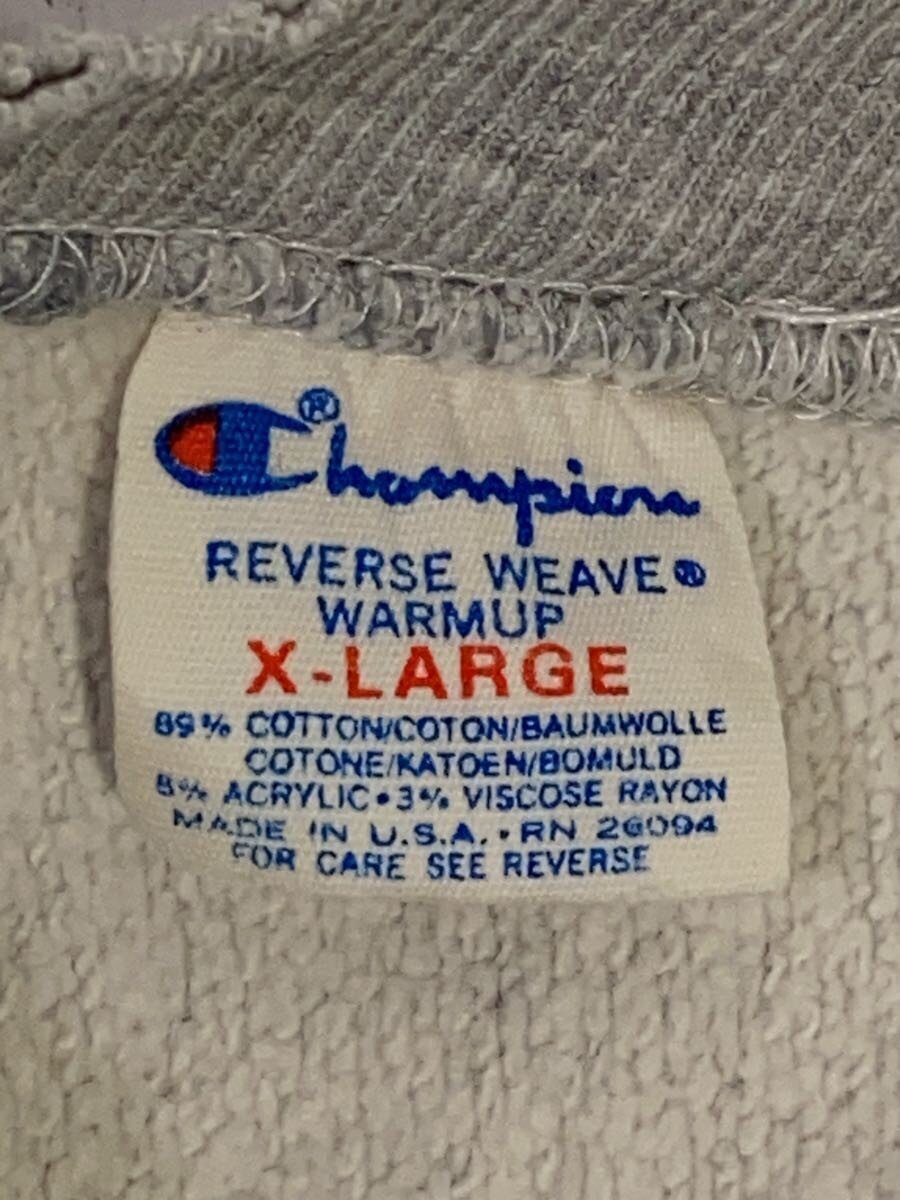 Champion®
REVERSE WEAVE®
WARMUP
X-LARGE
89% COTTON/COTON/BAUMWOLLE
COTONE/KATOEN/BOMULD
8% ACRYLIC•3% VISCOSE RAYON
MADE IN U.S.A.•RN 26094
FOR CARE SEE REVERSE